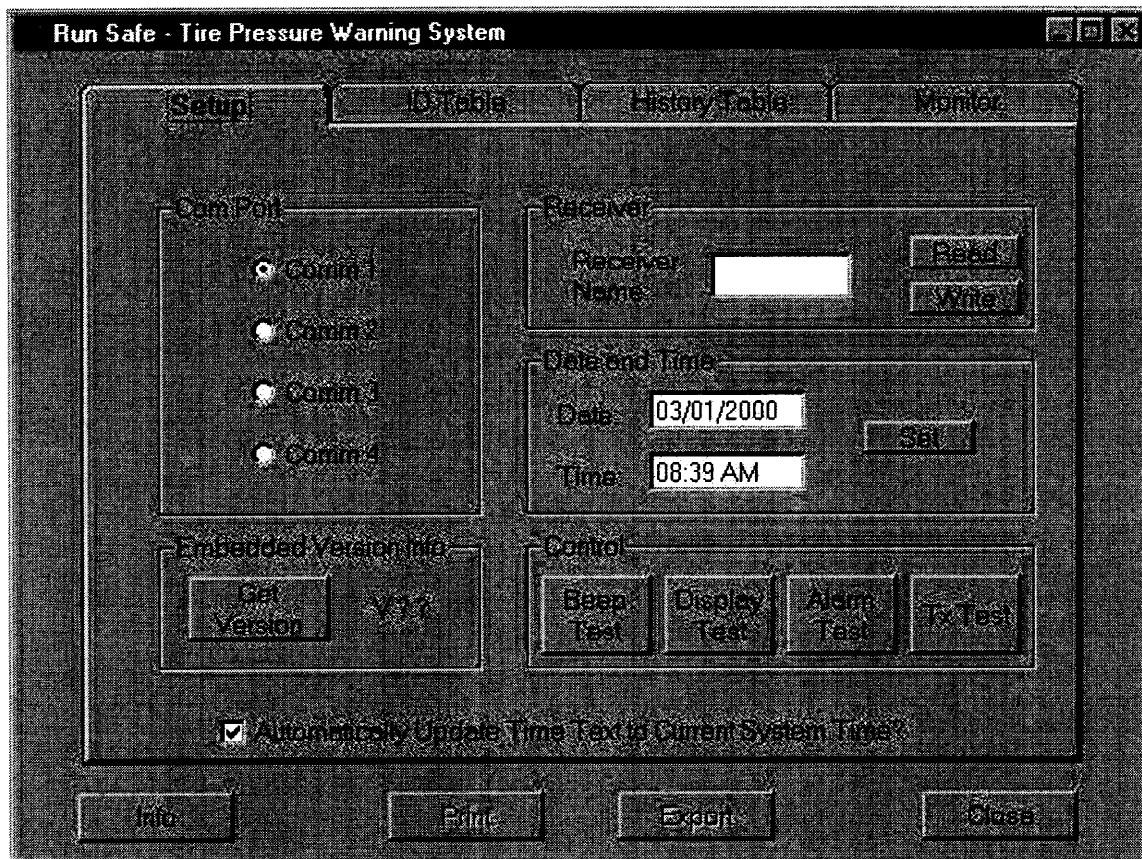 Run Safe - Tire Pressure Warning System
Setup ID Table History Table Monitor
Com Port
Comm 1
Comm 2
Comm 3
Comm 4
Receiver
Receiver
Name:
Read
Write
Date and Time
Date: 03/01/2000
Time: 08:39 AM
Set
Embedded Version Info
Get
Version
V?.?
Control
Beep
Test
Display
Test
Alarm
Test
Tx Test
Automatically Update Time Text to Current System Time?
Info Print Export Close